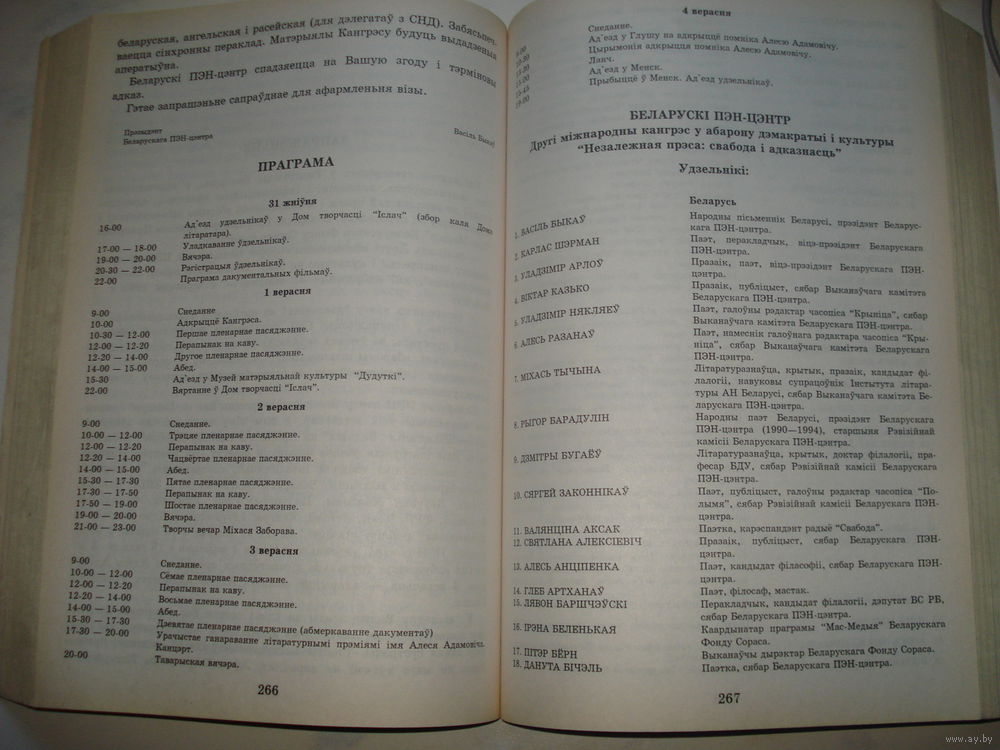 беларуская, ангельская і расейская (для дэлегатаў з СНД). Забясьпеч-
ваецца сінхронны пераклад. Матэрыялы Кангрэсу будуць выдадзеныя
аператыўна.
Беларускі ПЭН-цэнтр спадзяецца на Вашую згоду і тэрміновы
адказ.
Гэтае запрашэньне сапраўднае для афармленьня візы.
Прэзыдэнт
Беларускага ПЭН-цэнтра Васіль Быкаў
ПРАГРАМА
31 жніўня
16-00 Ад'езд удзельнікаў у Дом творчасці "Іслач" (збор каля Дома
літаратара).
17-00 — 18-00 Уладкаванне ўдзельнікаў.
19-00 — 20-00 Вячэра.
20-30 — 22-00 Рэгістрацыя ўдзельнікаў.
22-00 Праграма дакументальных фільмаў.
1 верасня
9-00 Снеданне
10-00 Адкрыццё Кангрэса.
10-30 — 12-00 Першае пленарнае пасяджэнне.
12-00 — 12-20 Перапынак на каву.
12-20 — 14-00 Другое пленарнае пасяджэнне.
14-00 — 15-00 Абед.
15-30 Ад'езд у Музей матэрыяльнай культуры "Дудуткі".
22-00 Вяртанне ў Дом творчасці "Іслач".
2 верасня
9-00 Снеданне.
10-00 — 12-00 Трэцяе пленарнае пасяджэнне.
12-00 — 12-20 Перапынак на каву.
12-20 — 14-00 Чацвёртае пленарнае пасяджэнне.
14-00 — 15-00 Абед.
15-30 — 17-30 Пятае пленарнае пасяджэнне.
17-30 — 17-50 Перапынак на каву.
17-50 — 19-00 Шостае пленарнае пасяджэнне.
19-00 — 20-00 Вячэра.
21-00 — 23-00 Творчы вечар Міхася Заборава.
3 верасня
9-00 Снеданне.
10-00 — 12-00 Сёмае пленарнае пасяджэнне.
12-00 — 12-20 Перапынак на каву.
12-20 — 14-00 Восьмае пленарнае пасяджэнне.
14-00 — 15-00 Абед.
15-30 — 17-30 Дзевятае пленарнае пасяджэнне (абмеркаванне дакументаў)
17-30 — 20-00 Урачыстае ганараванне літаратурнымі прэміямі імя Алеся Адамовіча.
Канцэрт.
20-00 Таварыская вячэра.
266
4 верасня
9-00 Снеданне.
10-30 Ад'езд у Глушу на адкрыццё помніка Алесю Адамовічу.
13-20 Цырымонія адкрыцця помніка Алесю Адамовічу.
15-00 Ланч.
15-45 Ад'езд у Менск.
19-00 Прыбыццё ў Менск. Ад'езд удзельнікаў.
БЕЛАРУСКІ ПЭН-ЦЭНТР
Другі міжнародны кангрэс у абарону дэмакратыі і культуры
"Незалежная прэса: свабода і адказнасць"
Удзельнікі:
Беларусь
1. ВАСІЛЬ БЫКАЎ Народны пісьменнік Беларусі, прэзідэнт Беларус-
кага ПЭН-цэнтра.
2. КАРЛАС ШЭРМАН Паэт, перакладчык, віцэ-прэзідэнт Беларускага
ПЭН-цэнтра.
3. УЛАДЗІМІР АРЛОЎ Празаік, паэт, віцэ-прэзідэнт Беларускага ПЭН-
цэнтра.
4. ВІКТАР КАЗЬКО Празаік, публіцыст, сябар Выканаўчага камітэта
Беларускага ПЭН-цэнтра.
5. УЛАДЗІМІР НЯКЛЯЕЎ Паэт, галоўны рэдактар часопіса "Крыніца", сябар
Выканаўчага камітэта Беларускага ПЭН-цэнтра.
6. АЛЕСЬ РАЗАНАЎ Паэт, намеснік галоўнага рэдактара часопіса "Кры-
ніца", сябар Выканаўчага камітэта Беларускага
ПЭН-цэнтра.
7. МІХАСЬ ТЫЧЫНА Літаратуразнаўца, крытык, празаік, кандыдат фі-
лалогіі, навуковы супрацоўнік Інстытута літара-
туры АН Беларусі, сябар Выканаўчага камітэта Бе-
ларускага ПЭН-цэнтра.
8. РЫГОР БАРАДУЛІН Народны паэт Беларусі, прэзідэнт Беларускага
ПЭН-цэнтра (1990—1994), старшыня Рэвізійнай
камісіі Беларускага ПЭН-цэнтра.
9. ДЗМІТРЫ БУГАЁЎ Літаратуразнаўца, крытык, доктар філалогіі, пра-
фесар БДУ, сябар Рэвізійнай камісіі Беларускага
ПЭН-цэнтра.
10. СЯРГЕЙ ЗАКОННІКАЎ Паэт, публіцыст, галоўны рэдактар часопіса "По-
лымя", сябар Рэвізійнай камісіі Беларускага ПЭН-
цэнтра.
11. ВАЛЯНЦІНА АКСАК Паэтка, карэспандэнт радыё "Свабода".
12. СВЯТЛАНА АЛЕКСІЕВІЧ Празаік, публіцыст, сябар Беларускага ПЭН-
цэнтра.
13. АЛЕСЬ АНЦІПЕНКА Паэт, кандыдат філасофіі, сябар Беларускага ПЭН-
цэнтра.
14. ГЛЕБ АРТХАНАЎ Паэт, філосаф, мастак.
15. ЛЯВОН БАРШЧЭЎСКІ Перакладчык, кандыдат філалогіі, дэпутат ВС РБ,
сябар Беларускага ПЭН-цэнтра.
16. ІРЭНА БЕЛЕНЬКАЯ Каардынатар праграмы "Мас-Медыя" Беларускага
Фонду Сораса.
17. ПІТЭР БЁРН Выканаўчы дырэктар Беларускага Фонду Сораса.
18. ДАНУТА БІЧЭЛЬ Паэтка, сябар Беларускага ПЭН-цэнтра.
267
www.ay.by